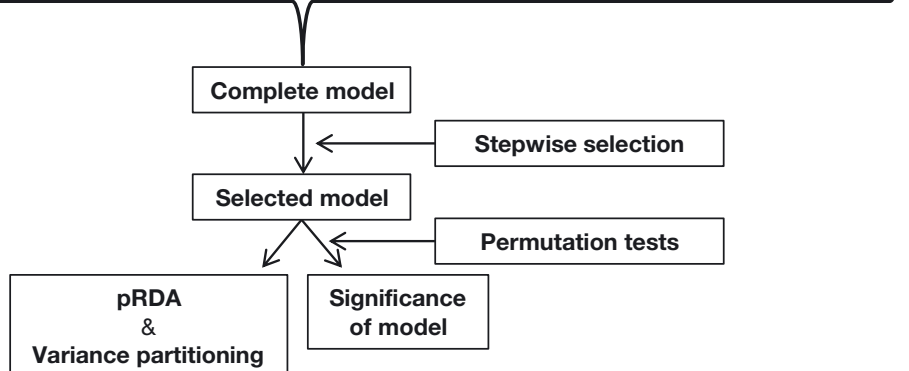 Complete model
Stepwise selection
Selected model
Permutation tests
pRDA
&
Variance partitioning
Significance
of model